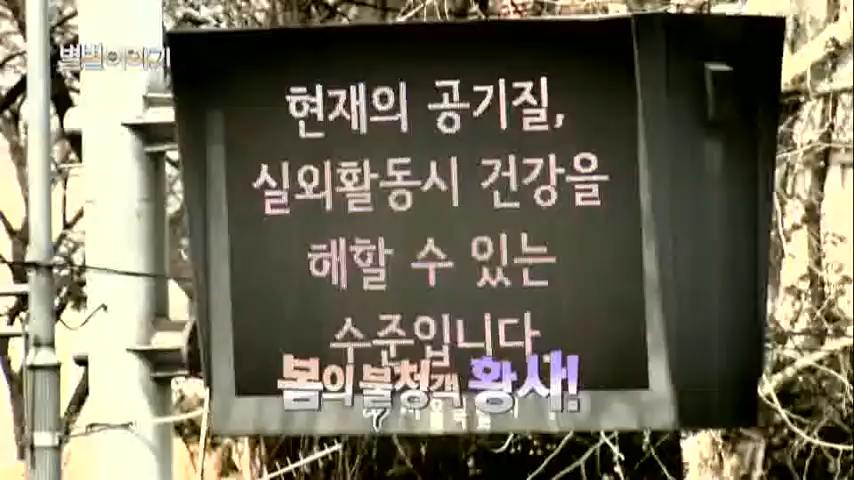 별별이야기
현재의 공기질,
실외활동시 건강을
해할 수 있는
수준입니다
봄의 불청객 황사!